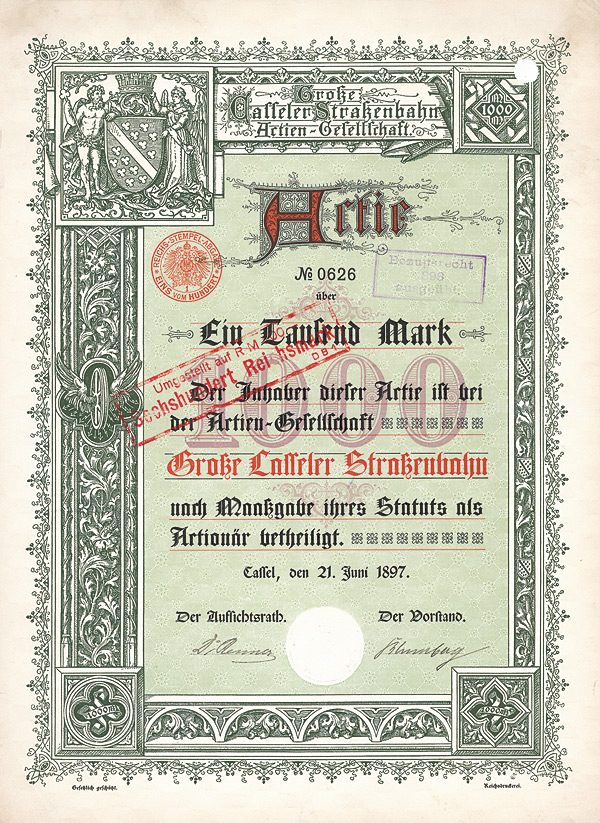 Große
Casseler Straßenbahn
Actien-Gesellschaft.
M
1000
M
Actie
REICHS-STEMPEL-ABGABE
1
EINS VOM HUNDERT
№ 0626
Bezugsrecht
ausgeübt
über
Ein Tausend Mark
Umgestellt auf R.M.
Sechshundert Reichsmark
1000
Der Inhaber dieser Actie ist bei
der Actien-Gesellschaft
Große Casseler Straßenbahn
nach Maaßgabe ihres Statuts als
Actionär betheiligt.
Cassel, den 21. Juni 1897.
Der Aufsichtsrath. Der Vorstand.
1000M 1000M
Gesetzlich geschützt. Reichsdruckerei.